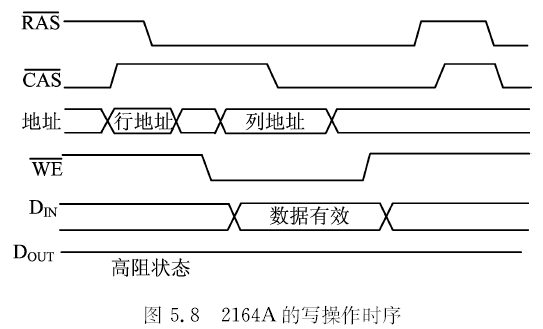 RAS
CAS
地址 行地址 列地址
WE
DIN 数据有效
DOUT
高阻状态
图 5.8 2164A 的写操作时序